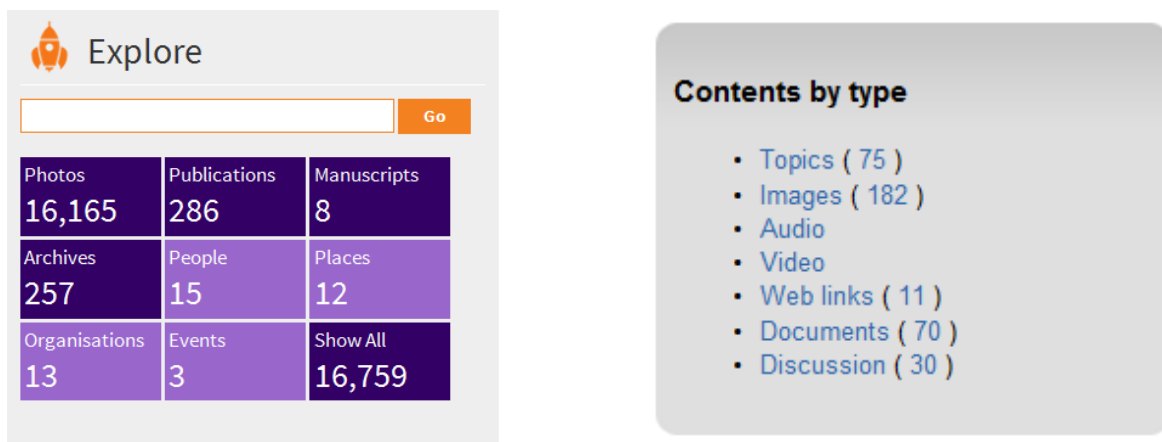 Explore
Go
Photos
16,165
Publications
286
Manuscripts
8
Archives
257
People
15
Places
12
Organisations
13
Events
3
Show All
16,759
Contents by type
• Topics ( 75 )
• Images ( 182 )
• Audio
• Video
• Web links ( 11 )
• Documents ( 70 )
• Discussion ( 30 )